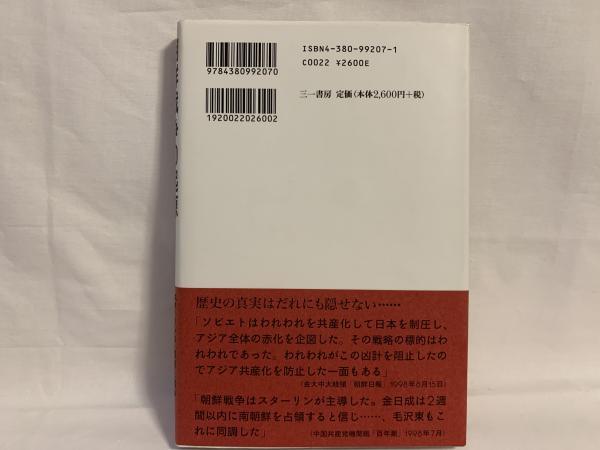 ISBN4-380-99207-1
C0022 ¥2600E
9784380992070
三一書房 定価(本体2,600円+税)
1920022026002
歴史の真実はだれにも隠せない……
「ソビエトはわれわれを共産化して日本を制圧し、
アジア全体の赤化を企図した。その戦略の標的はわ
れわれであった。われわれがこの凶計を阻止したの
でアジア共産化を防止した一面もある」
(金大中大統領「朝鮮日報」1998年6月15日)
「朝鮮戦争はスターリンが主導した。金日成は2週
間以内に南朝鮮を占領すると信じ……、毛沢東もこ
れに同調した」
(中国共産党機関紙「百年潮」1998年7月)